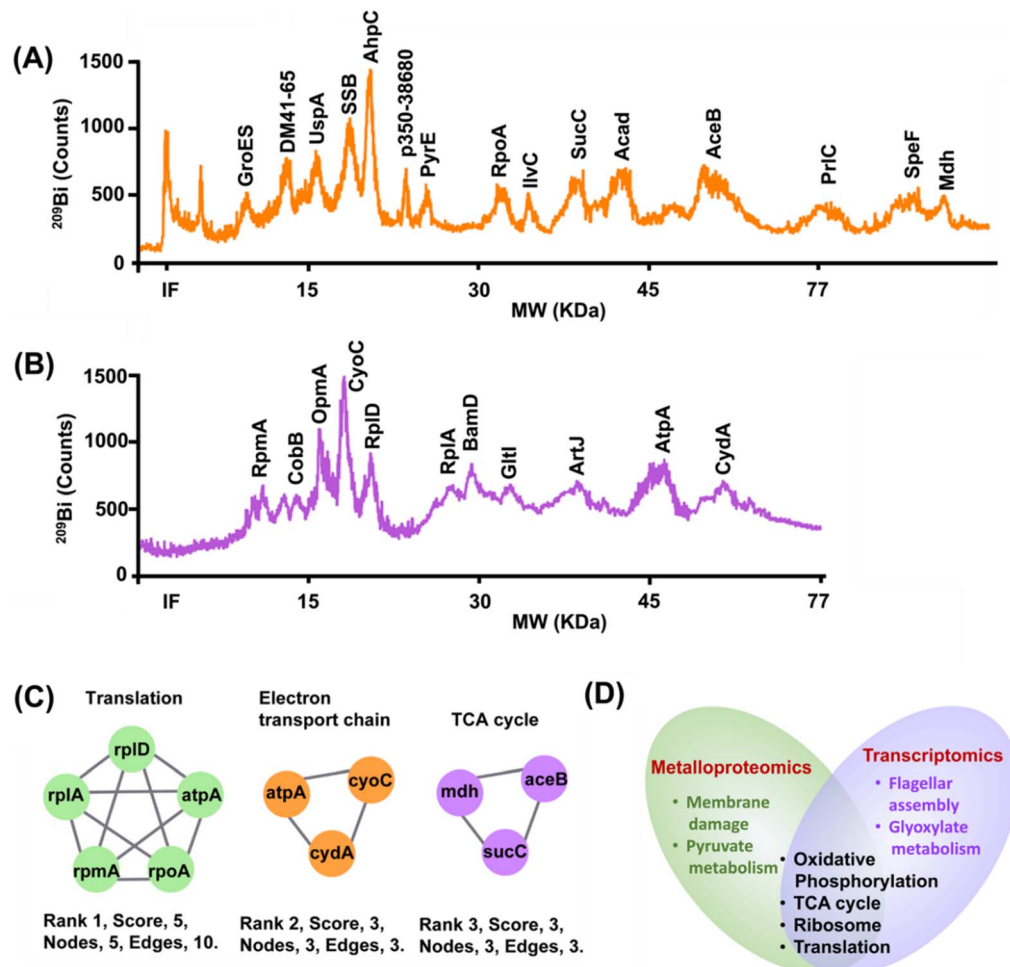 (A)
²⁰⁹Bi (Counts)
1500
1000
500
0
GroES
DM41-65
UspA
SSB
AhpC
p350-38680
PyrE
RpoA
IlvC
SucC
Acad
AceB
PrlC
SpeF
Mdh
IF
15
30
45
77
MW (KDa)
(B)
²⁰⁹Bi (Counts)
1500
1000
500
0
RpmA
CobB
OpmA
CyoC
RplD
RplA
BamD
GltI
ArtJ
AtpA
CydA
IF
15
30
45
77
MW (KDa)
(C)
Translation
rplD
rplA
atpA
rpmA
rpoA
Rank 1, Score, 5,
Nodes, 5, Edges, 10.
Electron
transport chain
atpA
cyoC
cydA
Rank 2, Score, 3,
Nodes, 3, Edges, 3.
TCA cycle
mdh
aceB
sucC
Rank 3, Score, 3,
Nodes, 3, Edges, 3.
(D)
Metalloproteomics
• Membrane
damage
• Pyruvate
metabolism
Transcriptomics
• Flagellar
assembly
• Glyoxylate
metabolism
• Oxidative
Phosphorylation
• TCA cycle
• Ribosome
• Translation